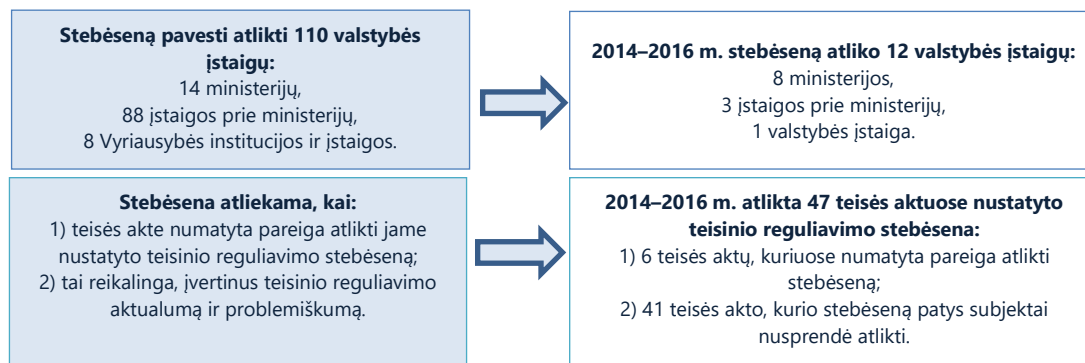 Stebėseną pavesti atlikti 110 valstybės
įstaigų:
14 ministerijų,
88 įstaigos prie ministerijų,
8 Vyriausybės institucijos ir įstaigos.
2014–2016 m. stebėseną atliko 12 valstybės įstaigų:
8 ministerijos,
3 įstaigos prie ministerijų,
1 valstybės įstaiga.
Stebėsena atliekama, kai:
1) teisės akte numatyta pareiga atlikti jame
nustatyto teisinio reguliavimo stebėseną;
2) tai reikalinga, įvertinus teisinio reguliavimo
aktualumą ir problemiškumą.
2014–2016 m. atlikta 47 teisės aktuose nustatyto
teisinio reguliavimo stebėsena:
1) 6 teisės aktų, kuriuose numatyta pareiga atlikti
stebėseną;
2) 41 teisės akto, kurio stebėseną patys subjektai
nusprendė atlikti.